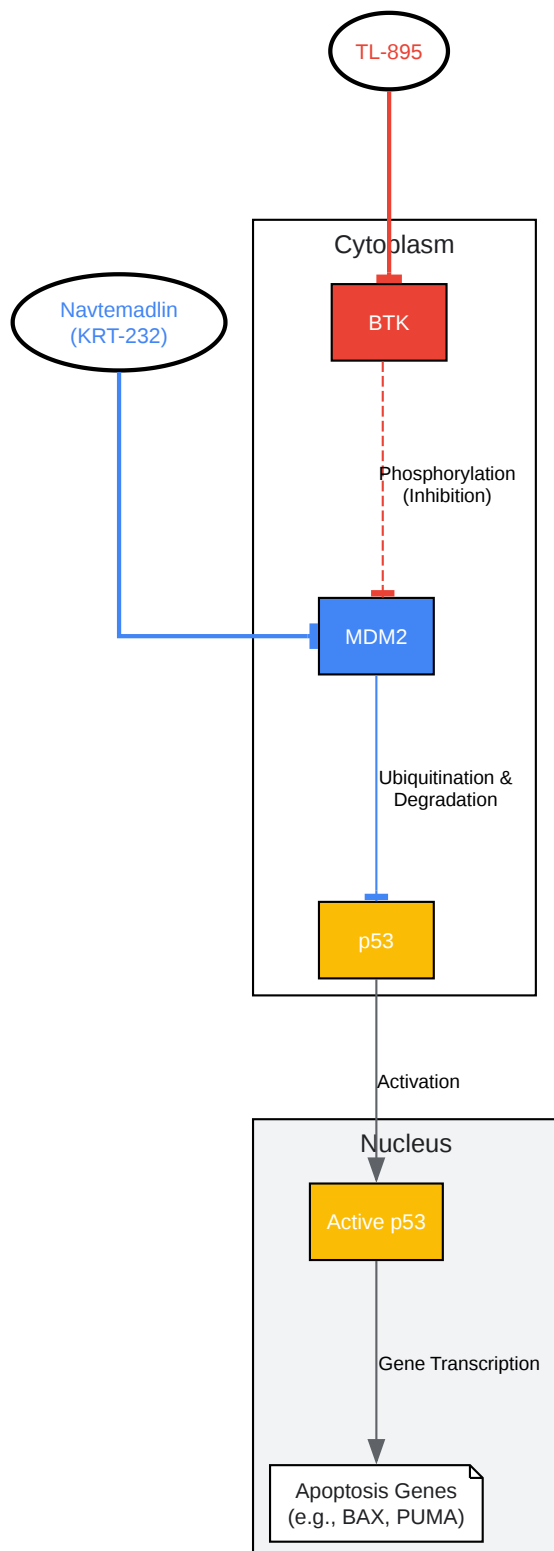 TL-895
Cytoplasm
BTK
Navtemadlin
(KRT-232)
Phosphorylation
(Inhibition)
MDM2
Ubiquitination &
Degradation
p53
Activation
Nucleus
Active p53
Gene Transcription
Apoptosis Genes
(e.g., BAX, PUMA)